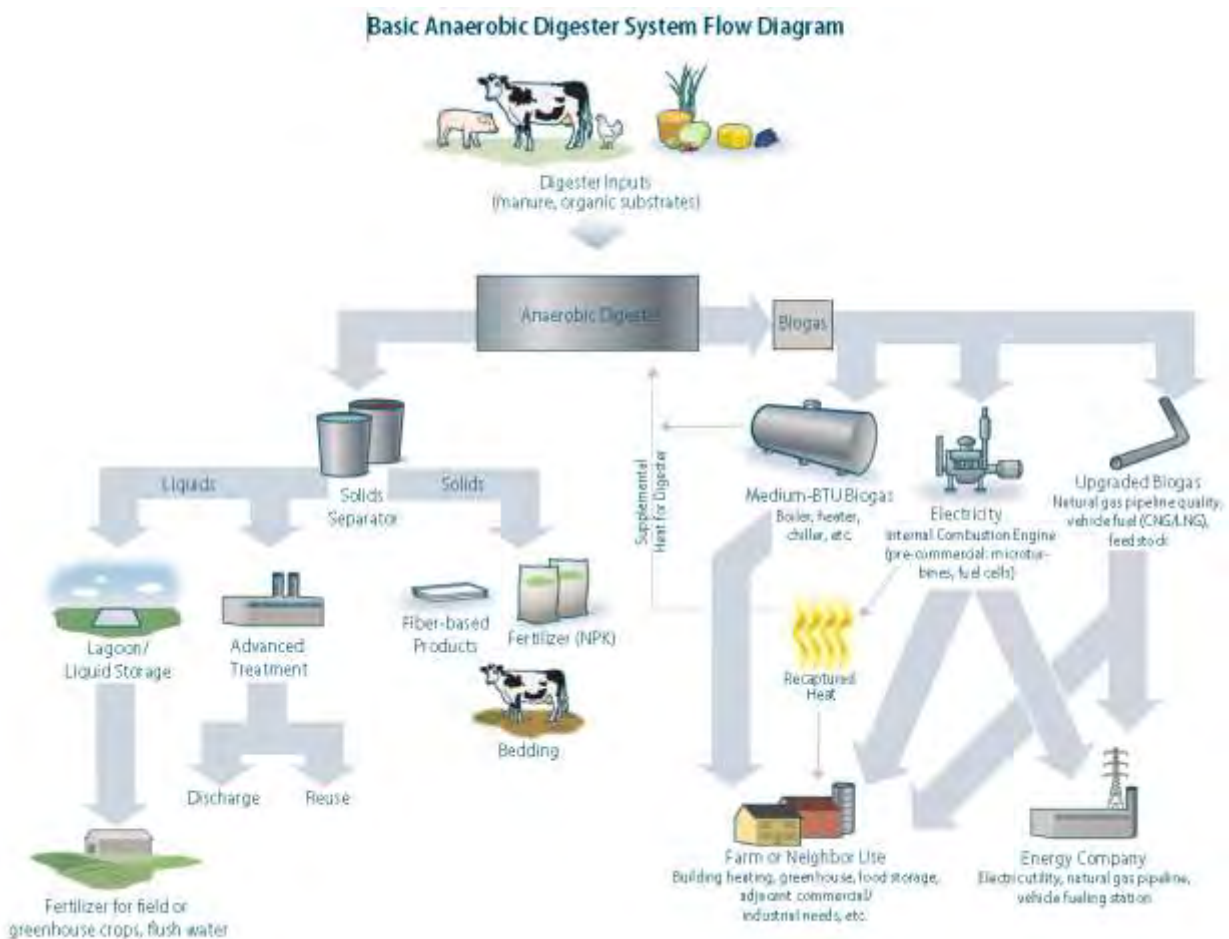 Basic Anaerobic Digester System Flow Diagram
Digester Inputs
(manure, organic substrates)
Anaerobic Digester
Biogas
Liquids
Solids
Separator
Solids
Supplemental
Heat for Digester
Medium-BTU Biogas
Boiler, heater,
chiller, etc.
Electricity
Internal Combustion Engine
(pre-commercial: microtur-
bines, fuel cells)
Upgraded Biogas
Natural gas pipeline quality,
vehicle fuel (CNG/LNG),
feedstock
Lagoon/
Liquid Storage
Advanced
Treatment
Fiber-based
Products
Fertilizer (NPK)
Bedding
Recaptured
Heat
Discharge
Reuse
Fertilizer for field or
greenhouse crops, flush water
Farm or Neighbor Use
Building heating, greenhouse, food storage,
adjacent commercial/
industrial needs, etc.
Energy Company
Electric utility, natural gas pipeline,
vehicle fueling station